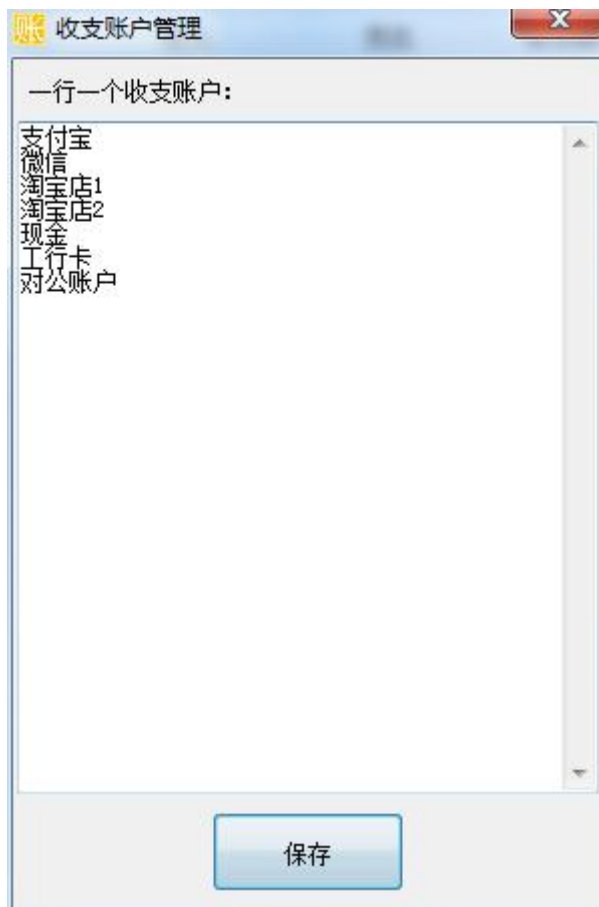 账 收支账户管理
一行一个收支账户：
支付宝
微信
淘宝店1
淘宝店2
现金
工行卡
对公账户
保存